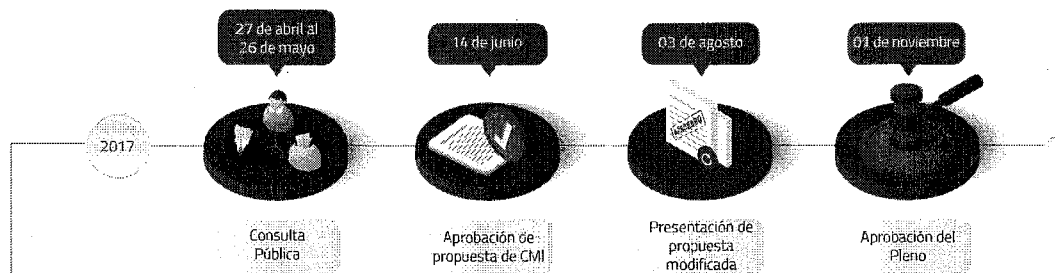 27 de abril al
26 de mayo
14 de junio
03 de agosto
01 de noviembre
2017
Consulta
Pública
Aprobación de
propuesta de CMI
Presentación de
propuesta
modificada
Aprobación del
Pleno